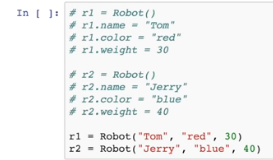 In [ ]: # r1 = Robot()
# r1.name = "Tom"
# r1.color = "red"
# r1.weight = 30
# r2 = Robot()
# r2.name = "Jerry"
# r2.color = "blue"
# r2.weight = 40
r1 = Robot("Tom", "red", 30)
r2 = Robot("Jerry", "blue", 40)